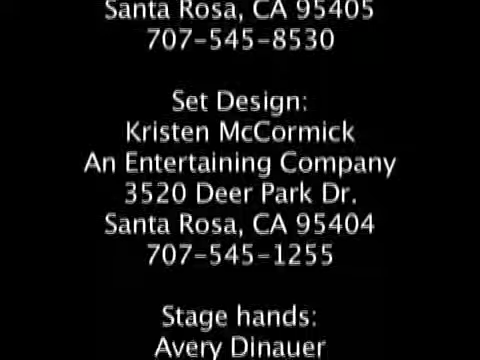 Santa Rosa, CA 95405
707-545-8530
Set Design:
Kristen McCormick
An Entertaining Company
3520 Deer Park Dr.
Santa Rosa, CA 95404
707-545-1255
Stage hands:
Avery Dinauer